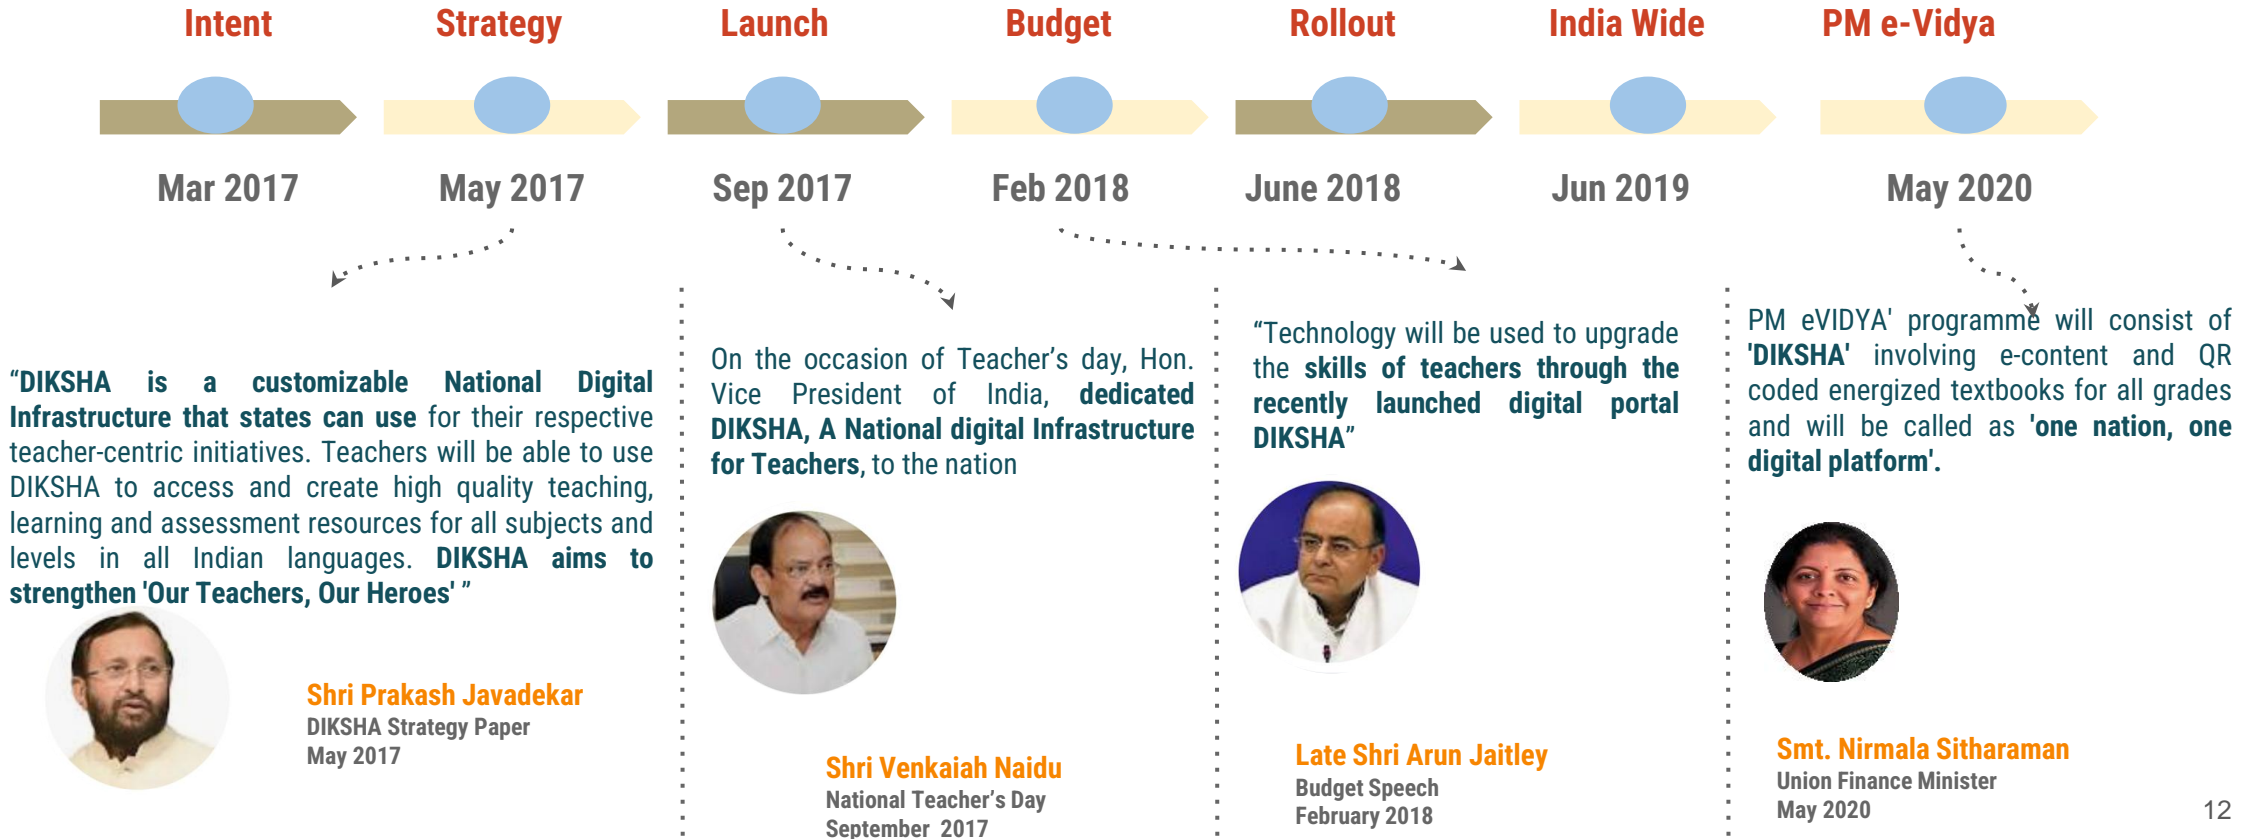 Intent
Strategy
Launch
Budget
Rollout
India Wide
PM e-Vidya
Mar 2017
May 2017
Sep 2017
Feb 2018
June 2018
Jun 2019
May 2020
“DIKSHA is a customizable National Digital
Infrastructure that states can use for their respective
teacher-centric initiatives. Teachers will be able to use
DIKSHA to access and create high quality teaching,
learning and assessment resources for all subjects and
levels in all Indian languages. DIKSHA aims to
strengthen 'Our Teachers, Our Heroes' ”
Shri Prakash Javadekar
DIKSHA Strategy Paper
May 2017
On the occasion of Teacher’s day, Hon.
Vice President of India, dedicated
DIKSHA, A National digital Infrastructure
for Teachers, to the nation
Shri Venkaiah Naidu
National Teacher’s Day
September 2017
“Technology will be used to upgrade
the skills of teachers through the
recently launched digital portal
DIKSHA”
Late Shri Arun Jaitley
Budget Speech
February 2018
PM eVIDYA' programme will consist of
'DIKSHA' involving e-content and QR
coded energized textbooks for all grades
and will be called as 'one nation, one
digital platform'.
Smt. Nirmala Sitharaman
Union Finance Minister
May 2020
12